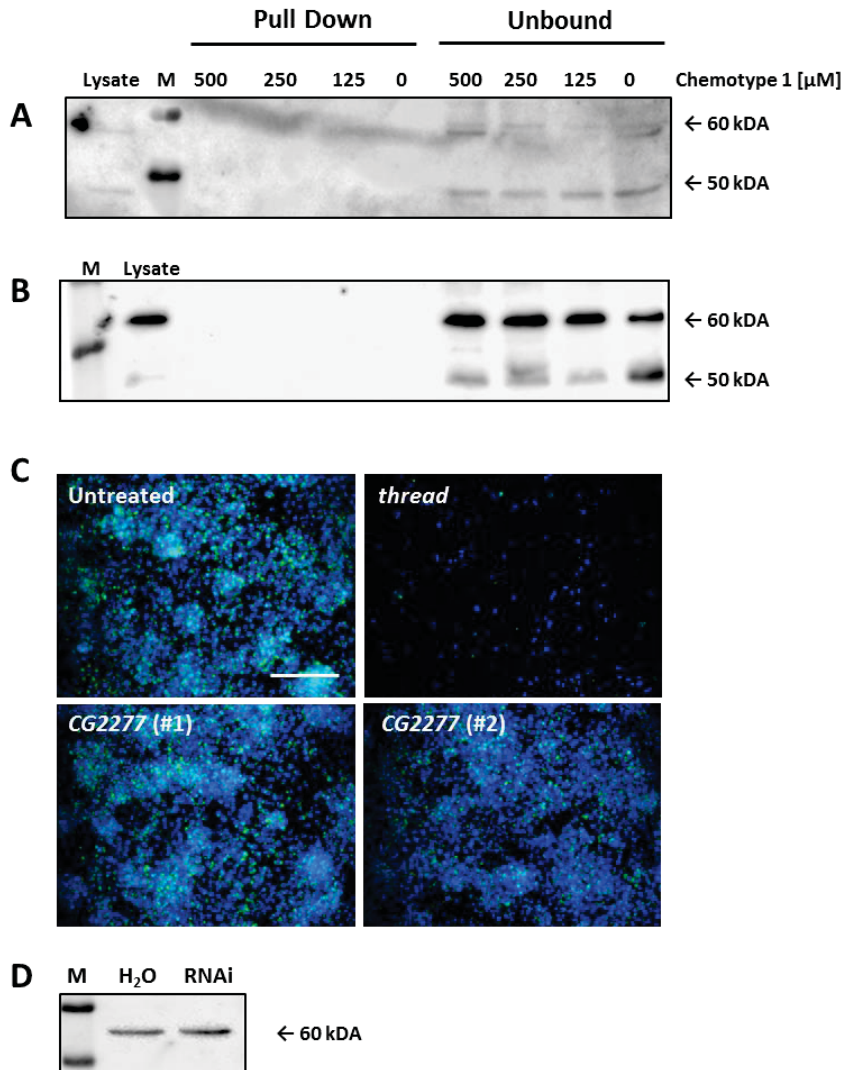 Pull Down Unbound
Lysate M 500 250 125 0 500 250 125 0 Chemotype 1 [µM]
A
← 60 kDA
← 50 kDA
M Lysate
B
← 60 kDA
← 50 kDA
C
Untreated thread
CG2277 (#1) CG2277 (#2)
D
M H₂O RNAi
← 60 kDA